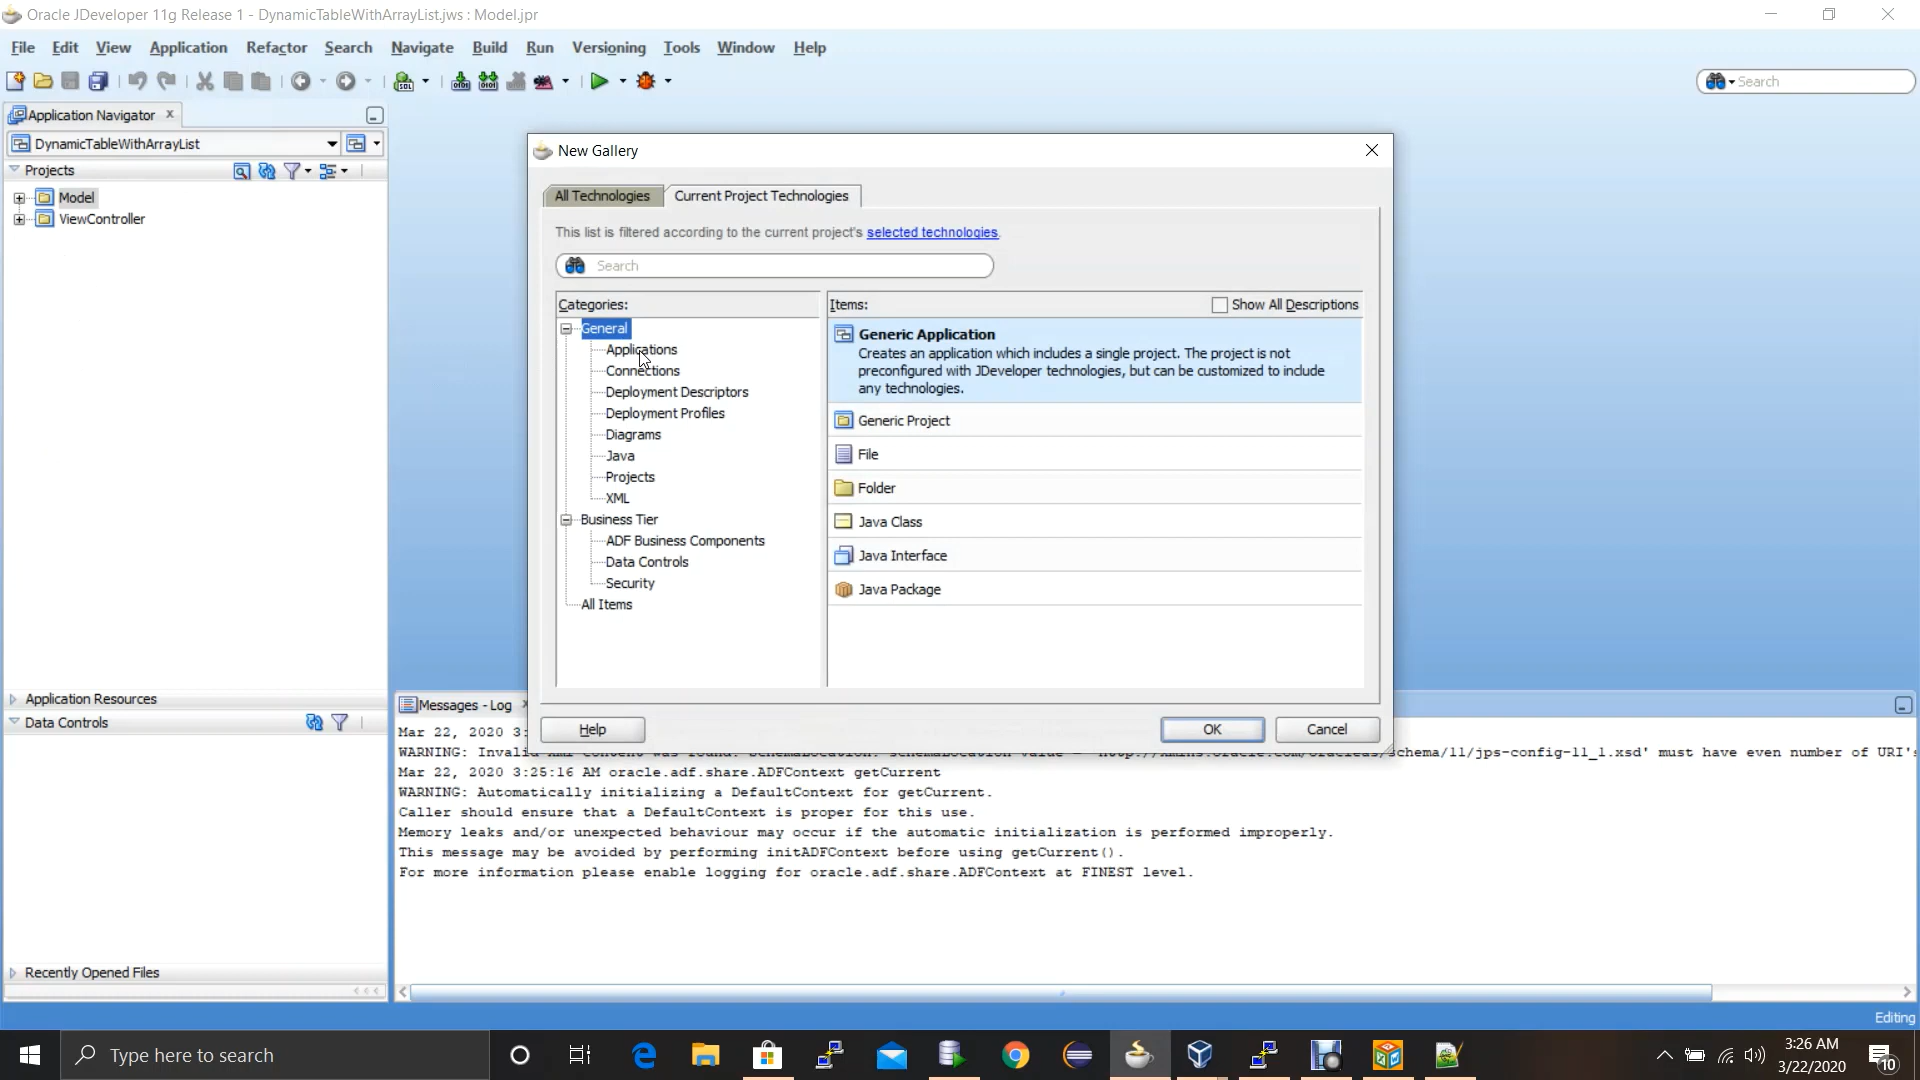 Oracle JDeveloper 11g Release 1 - DynamicTableWithArrayList.jws : Model.jpr
File Edit View Application Refactor Search Navigate Build Run Versioning Tools Window Help
Search
Application Navigator
DynamicTableWithArrayList
Projects
Model
ViewController
New Gallery
All Technologies Current Project Technologies
This list is filtered according to the current project's selected technologies.
Search
Categories:
General
Applications
Connections
Deployment Descriptors
Deployment Profiles
Diagrams
Java
Projects
XML
Business Tier
ADF Business Components
Data Controls
Security
All Items
Items: Show All Descriptions
Generic Application
Creates an application which includes a single project. The project is not
preconfigured with JDeveloper technologies, but can be customized to include
any technologies.
Generic Project
File
Folder
Java Class
Java Interface
Java Package
Help OK Cancel
Application Resources
Data Controls
Recently Opened Files
Messages - Log
Mar 22, 2020 3:
WARNING: Invalid must have even number of URI's
Mar 22, 2020 3:25:16 AM oracle.adf.share.ADFContext getCurrent
WARNING: Automatically initializing a DefaultContext for getCurrent.
Caller should ensure that a DefaultContext is proper for this use.
Memory leaks and/or unexpected behaviour may occur if the automatic initialization is performed improperly.
This message may be avoided by performing initADFContext before using getCurrent().
For more information please enable logging for oracle.adf.share.ADFContext at FINEST level.
Editing
Type here to search
3:26 AM
3/22/2020
10